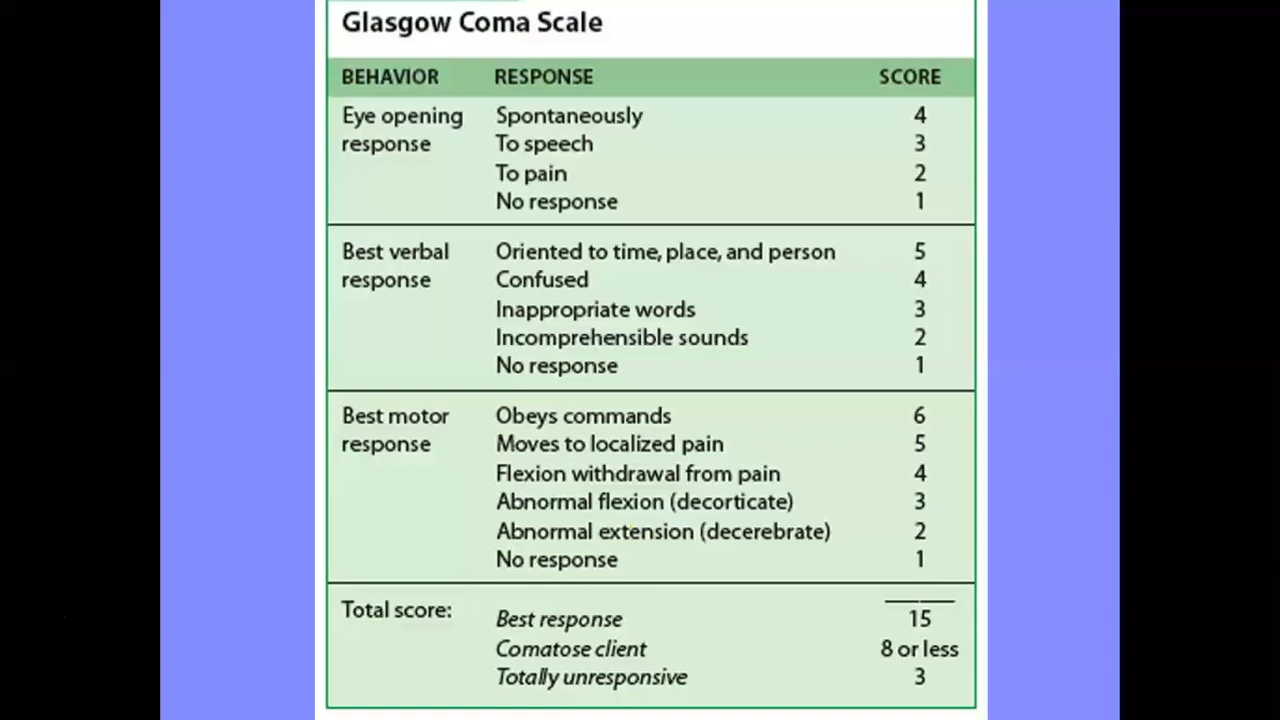 Glasgow Coma Scale
BEHAVIOR RESPONSE SCORE
Eye opening Spontaneously 4
response To speech 3
To pain 2
No response 1
Best verbal Oriented to time, place, and person 5
response Confused 4
Inappropriate words 3
Incomprehensible sounds 2
No response 1
Best motor Obeys commands 6
response Moves to localized pain 5
Flexion withdrawal from pain 4
Abnormal flexion (decorticate) 3
Abnormal extension (decerebrate) 2
No response 1
Total score: Best response 15
Comatose client 8 or less
Totally unresponsive 3